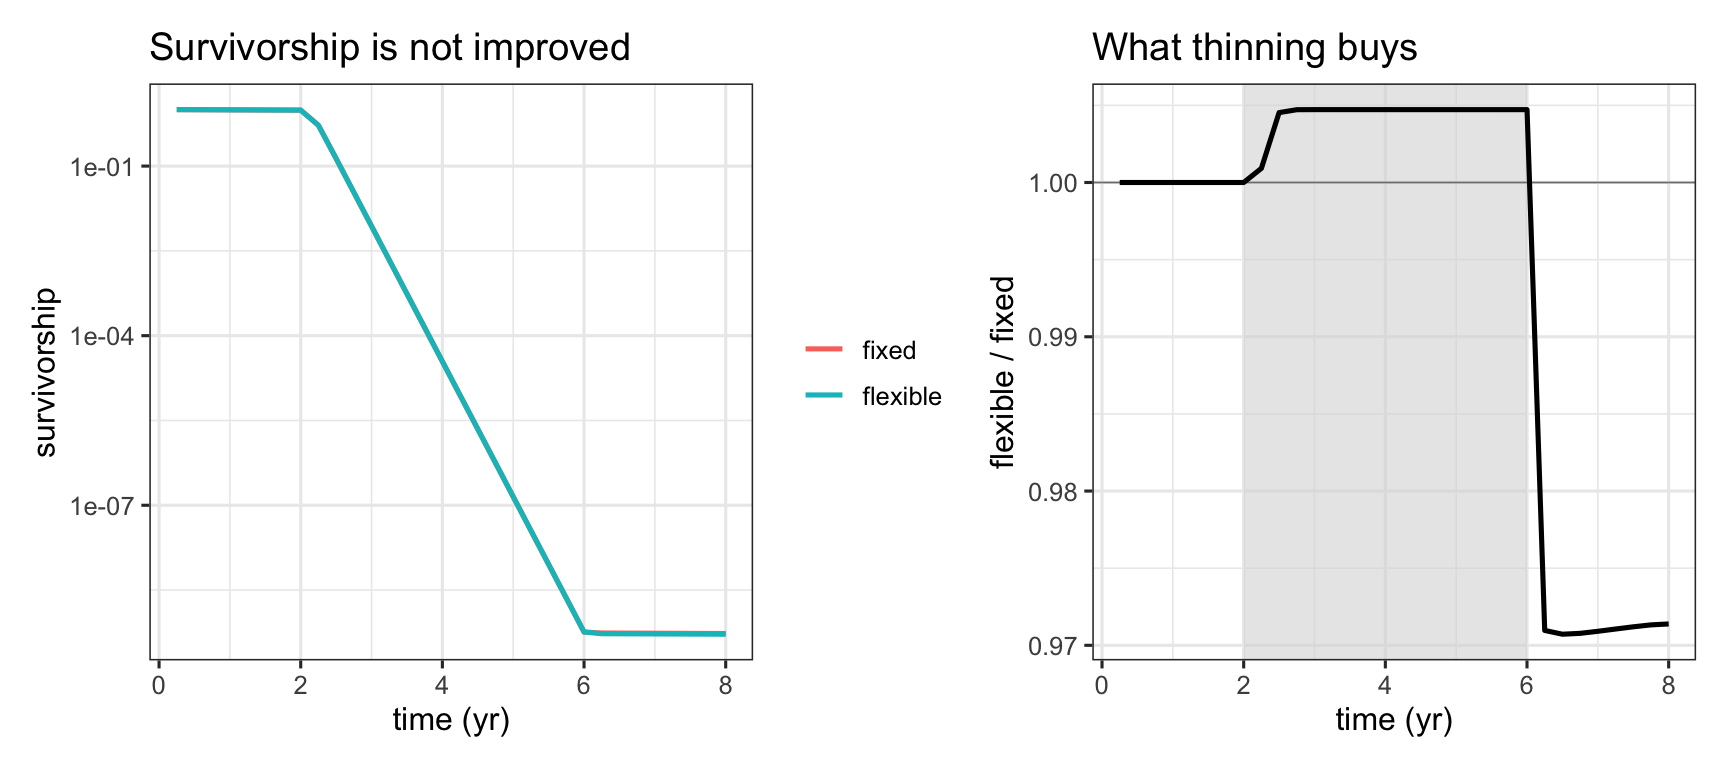 Survivorship is not improved
survivorship
1e-01
1e-04
1e-07
0 2 4 6 8
time (yr)
fixed
flexible
What thinning buys
flexible / fixed
1.00
0.99
0.98
0.97
0 2 4 6 8
time (yr)